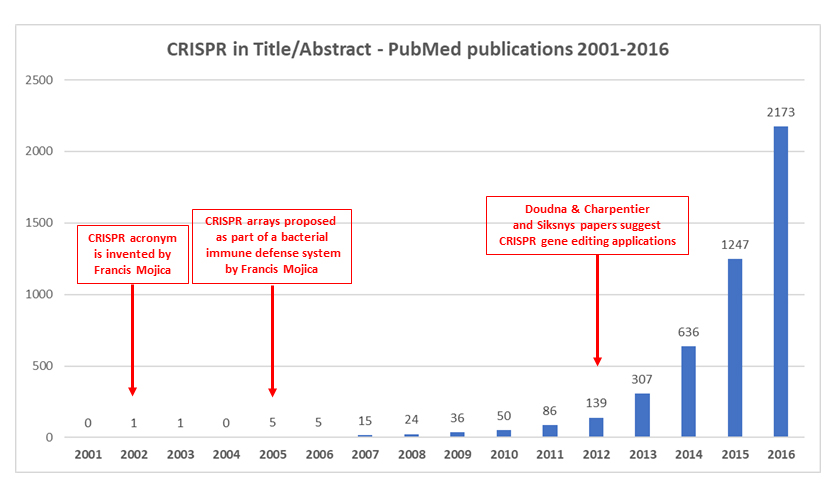 CRISPR in Title/Abstract - PubMed publications 2001-2016
2500
2000
1500
1000
500
0
CRISPR acronym
is invented by
Francis Mojica
CRISPR arrays proposed
as part of a bacterial
immune defense system
by Francis Mojica
Doudna & Charpentier
and Siksnys papers suggest
CRISPR gene editing applications
0 1 1 0 5 5 15 24 36 50 86 139 307 636 1247 2173
2001 2002 2003 2004 2005 2006 2007 2008 2009 2010 2011 2012 2013 2014 2015 2016